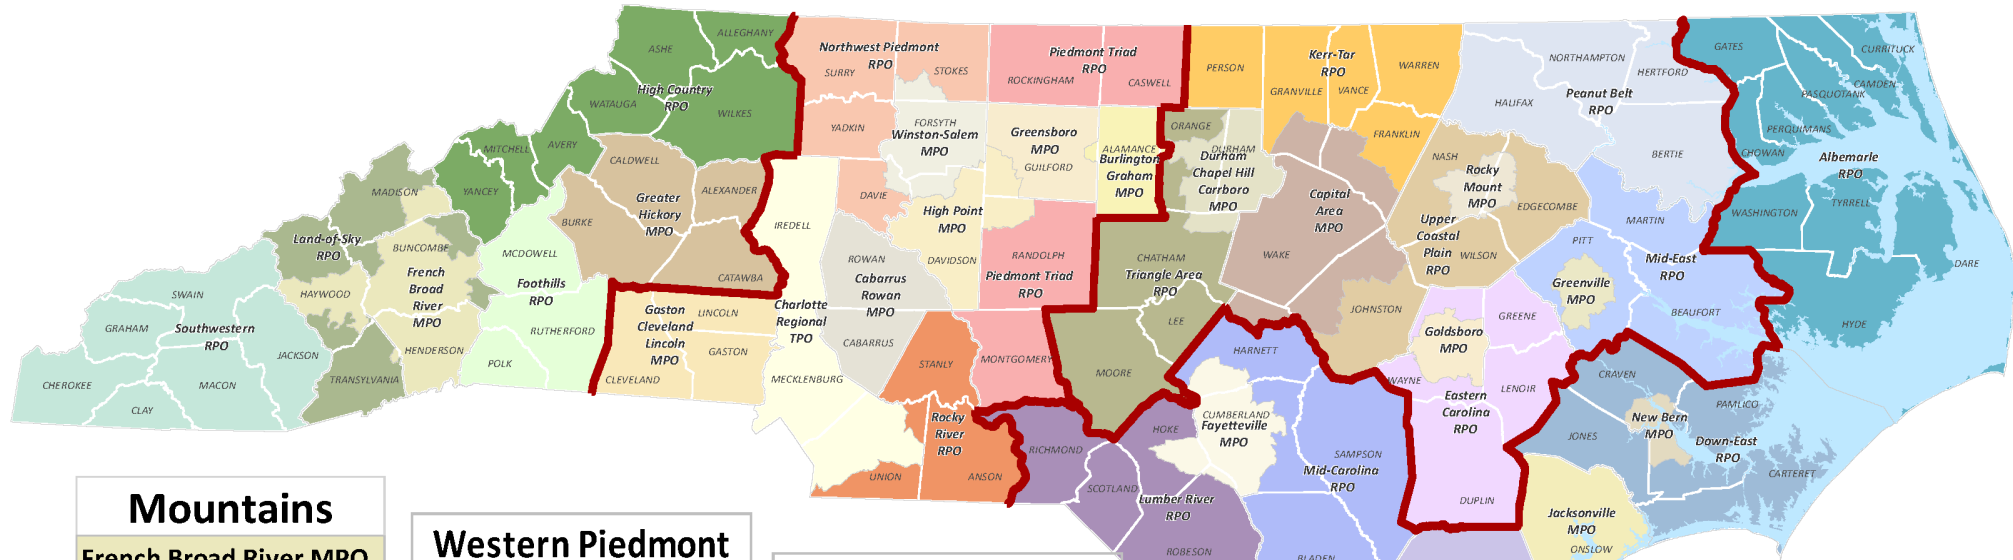 ASHE
ALLEGHANY
High Country
RPO
WATAUGA
WILKES
MITCHELL
AVERY
YANCEY
CALDWELL
ALEXANDER
Greater
Hickory
MPO
BURKE
CATAWBA
MADISON
Land-of-Sky
RPO
BUNCOMBE
French
Broad
River
MPO
HAYWOOD
HENDERSON
TRANSYLVANIA
MCDOWELL
Foothills
RPO
RUTHERFORD
POLK
SWAIN
GRAHAM
Southwestern
RPO
JACKSON
CHEROKEE
MACON
CLAY
Gaston
Cleveland
Lincoln
MPO
LINCOLN
GASTON
CLEVELAND
Northwest Piedmont
RPO
SURRY
STOKES
YADKIN
DAVIE
Piedmont Triad
RPO
ROCKINGHAM
CASWELL
FORSYTH
Winston-Salem
MPO
Greensboro
MPO
GUILFORD
ALAMANCE
Burlington
Graham
MPO
High Point
MPO
DAVIDSON
RANDOLPH
Piedmont Triad
RPO
MONTGOMERY
IREDELL
Charlotte
Regional
TPO
MECKLENBURG
ROWAN
Cabarrus
Rowan
MPO
CABARRUS
STANLY
Rocky
River
RPO
UNION
ANSON
PERSON
Kerr-Tar
RPO
GRANVILLE
VANCE
WARREN
FRANKLIN
ORANGE
DURHAM
Durham
Chapel Hill
Carrboro
MPO
Capital
Area
MPO
WAKE
CHATHAM
Triangle Area
RPO
LEE
MOORE
JOHNSTON
NORTHAMPTON
HERTFORD
Peanut Belt
RPO
HALIFAX
BERTIE
NASH
Rocky
Mount
MPO
EDGECOMBE
Upper
Coastal
Plain
RPO
WILSON
GATES
CURRITUCK
CAMDEN
PASQUOTANK
PERQUIMANS
CHOWAN
Albemarle
RPO
WASHINGTON
TYRRELL
DARE
HYDE
MARTIN
PITT
Mid-East
RPO
Greenville
MPO
BEAUFORT
GREENE
Goldsboro
MPO
WAYNE
LENOIR
Eastern
Carolina
RPO
DUPLIN
HARNETT
CUMBERLAND
Fayetteville
MPO
SAMPSON
Mid-Carolina
RPO
BLADEN
RICHMOND
HOKE
SCOTLAND
Lumber River
RPO
ROBESON
CRAVEN
PAMLICO
New Bern
MPO
JONES
Down-East
RPO
CARTERET
Jacksonville
MPO
ONSLOW
Mountains
French Broad River MPO
Western Piedmont